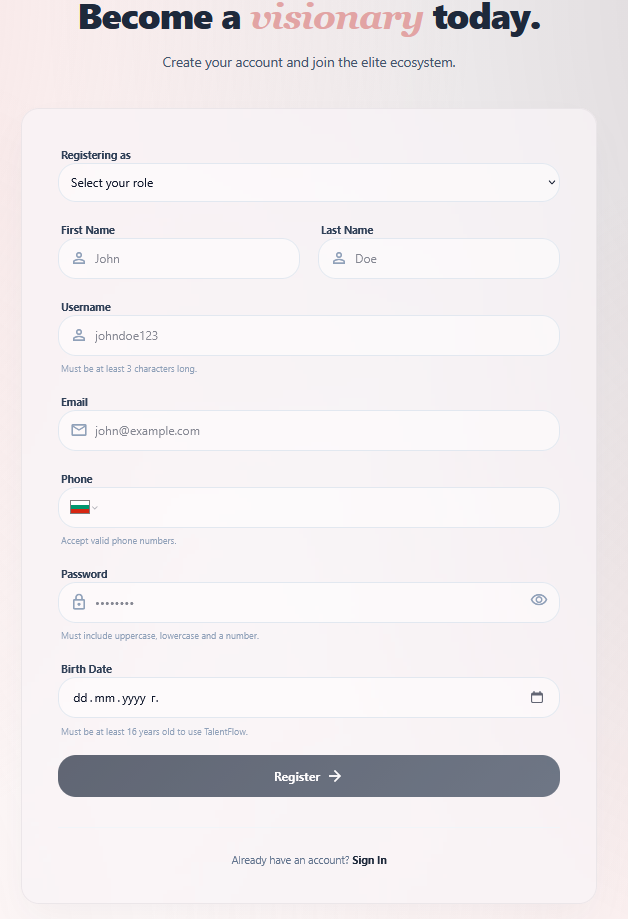 Become a visionary today.
Create your account and join the elite ecosystem.
Registering as
Select your role
First Name Last Name
John Doe
Username
johndoe123
Must be at least 3 characters long.
Email
john@example.com
Phone
Accept valid phone numbers.
Password
••••••••
Must include uppercase, lowercase and a number.
Birth Date
dd.mm.yyyy г.
Must be at least 16 years old to use TalentFlow.
Register →
Already have an account? Sign In